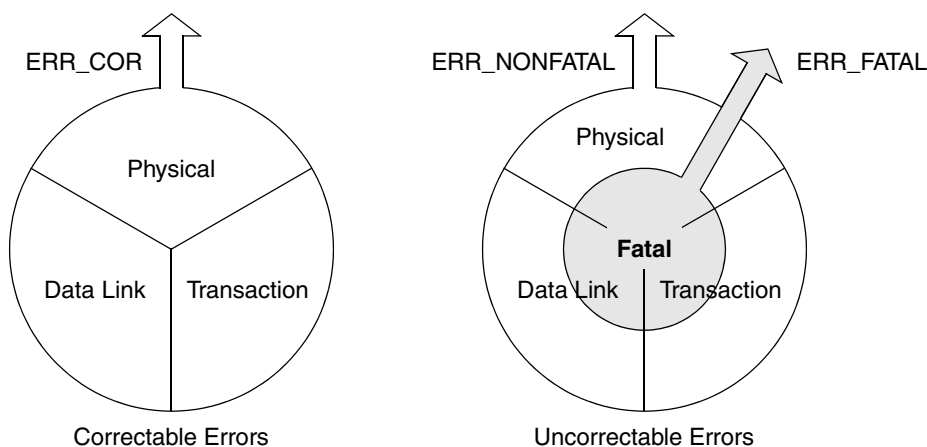 ERR_COR
Physical
Data Link
Transaction
Correctable Errors
ERR_NONFATAL
ERR_FATAL
Physical
Fatal
Data Link
Transaction
Uncorrectable Errors